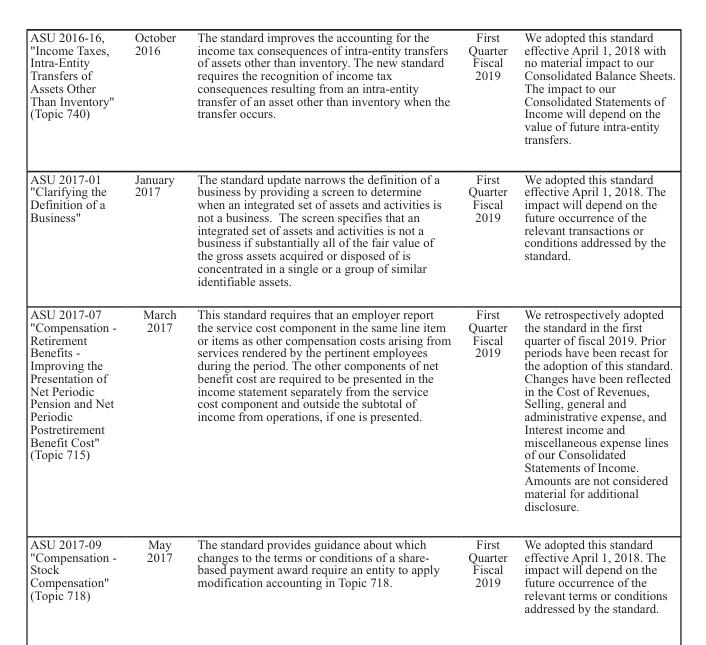 ASU 2016-16,
"Income Taxes,
Intra-Entity
Transfers of
Assets Other
Than Inventory"
(Topic 740)
October
2016
The standard improves the accounting for the
income tax consequences of intra-entity transfers
of assets other than inventory. The new standard
requires the recognition of income tax
consequences resulting from an intra-entity
transfer of an asset other than inventory when the
transfer occurs.
First
Quarter
Fiscal
2019
We adopted this standard
effective April 1, 2018 with
no material impact to our
Consolidated Balance Sheets.
The impact to our
Consolidated Statements of
Income will depend on the
value of future intra-entity
transfers.
ASU 2017-01
"Clarifying the
Definition of a
Business"
January
2017
The standard update narrows the definition of a
business by providing a screen to determine
when an integrated set of assets and activities is
not a business.  The screen specifies that an
integrated set of assets and activities is not a
business if substantially all of the fair value of
the gross assets acquired or disposed of is
concentrated in a single or a group of similar
identifiable assets.
First
Quarter
Fiscal
2019
We adopted this standard
effective April 1, 2018. The
impact will depend on the
future occurrence of the
relevant transactions or
conditions addressed by the
standard.
ASU 2017-07
"Compensation -
Retirement
Benefits -
Improving the
Presentation of
Net Periodic
Pension and Net
Periodic
Postretirement
Benefit Cost"
(Topic 715)
March
2017
This standard requires that an employer report
the service cost component in the same line item
or items as other compensation costs arising from
services rendered by the pertinent employees
during the period. The other components of net
benefit cost are required to be presented in the
income statement separately from the service
cost component and outside the subtotal of
income from operations, if one is presented.
First
Quarter
Fiscal
2019
We retrospectively adopted
the standard in the first
quarter of fiscal 2019. Prior
periods have been recast for
the adoption of this standard.
Changes have been reflected
in the Cost of Revenues,
Selling, general and
administrative expense, and
Interest income and
miscellaneous expense lines
of our Consolidated
Statements of Income.
Amounts are not considered
material for additional
disclosure.
ASU 2017-09
"Compensation -
Stock
Compensation"
(Topic 718)
May
2017
The standard provides guidance about which
changes to the terms or conditions of a share-
based payment award require an entity to apply
modification accounting in Topic 718.
First
Quarter
Fiscal
2019
We adopted this standard
effective April 1, 2018. The
impact will depend on the
future occurrence of the
relevant terms or conditions
addressed by the standard.